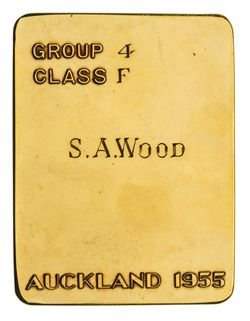 GROUP 4
CLASS F
S.A.WOOD
AUCKLAND 1955